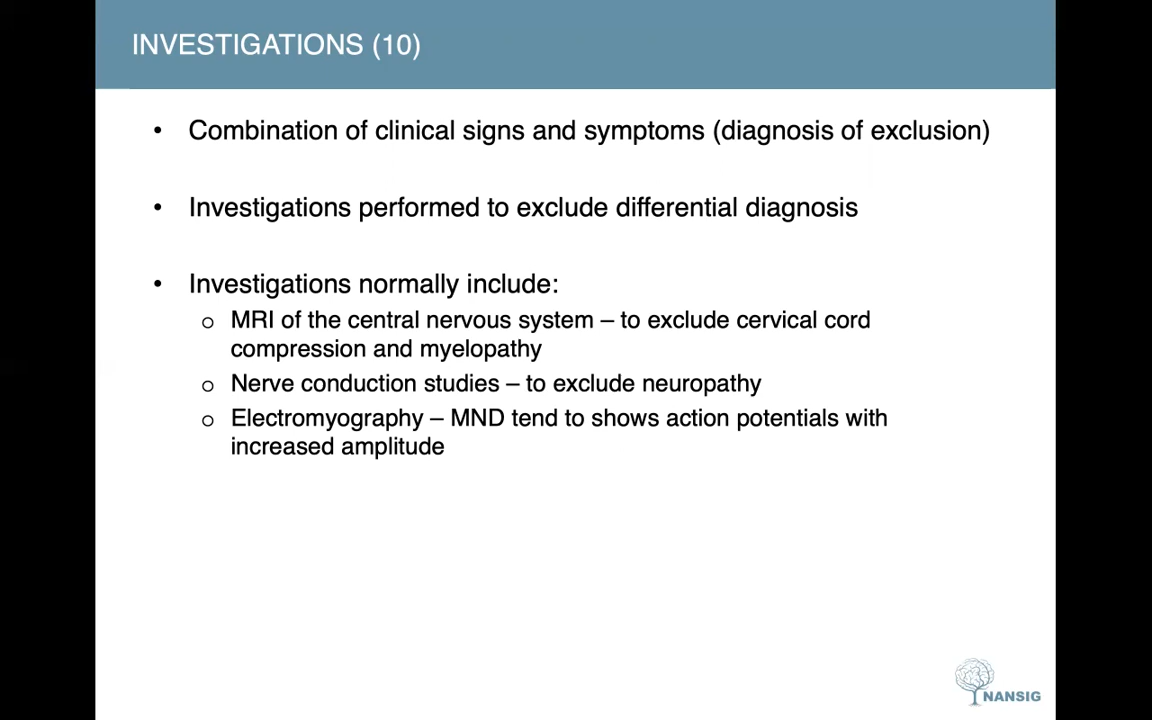 INVESTIGATIONS (10)
• Combination of clinical signs and symptoms (diagnosis of exclusion)
• Investigations performed to exclude differential diagnosis
• Investigations normally include:
o MRI of the central nervous system – to exclude cervical cord
compression and myelopathy
o Nerve conduction studies – to exclude neuropathy
o Electromyography – MND tend to shows action potentials with
increased amplitude
NANSIG